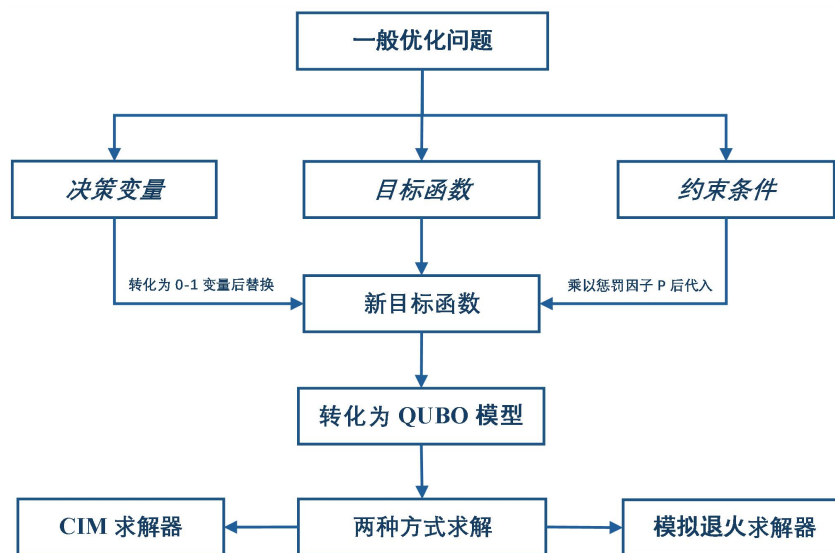 一般优化问题
决策变量
目标函数
约束条件
转化为 0-1 变量后替换
新目标函数
乘以惩罚因子 P 后代入
转化为 QUBO 模型
CIM 求解器
两种方式求解
模拟退火求解器